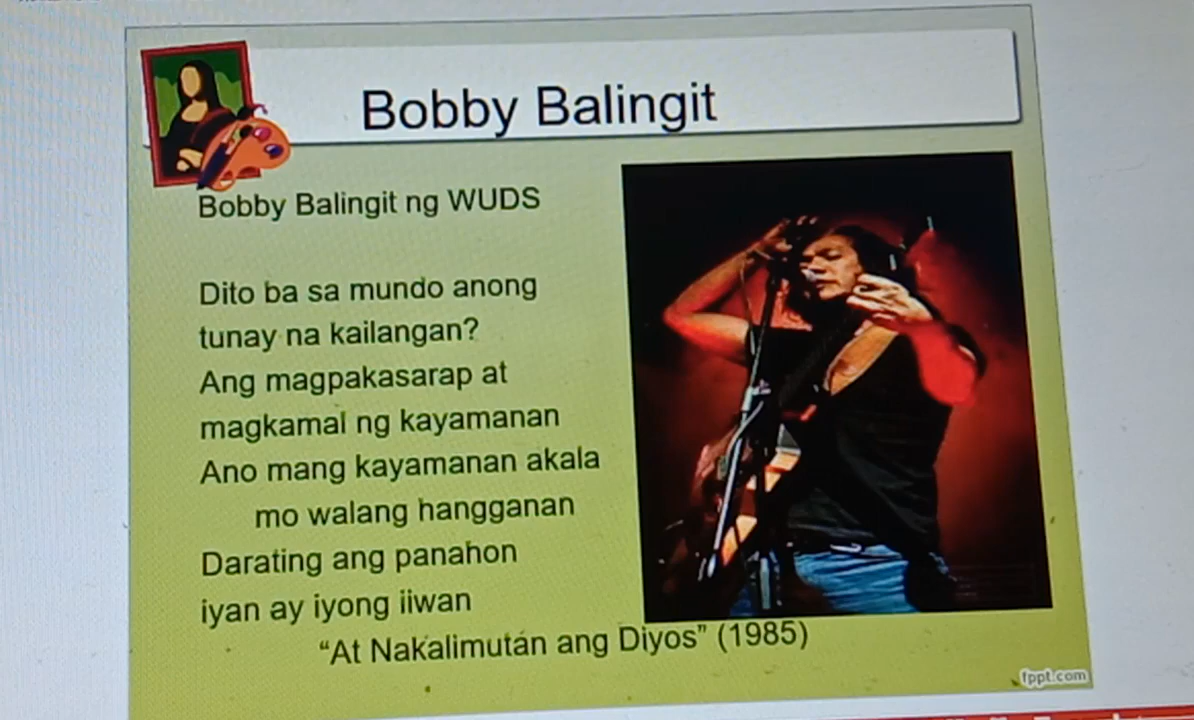 Bobby Balingit
Bobby Balingit ng WUDS
Dito ba sa mundo anong
tunay na kailangan?
Ang magpakasarap at
magkamal ng kayamanan
Ano mang kayamanan akala
mo walang hangganan
Darating ang panahon
iyan ay iyong iiwan
“At Nakalimutan ang Diyos” (1985)
fppt.com